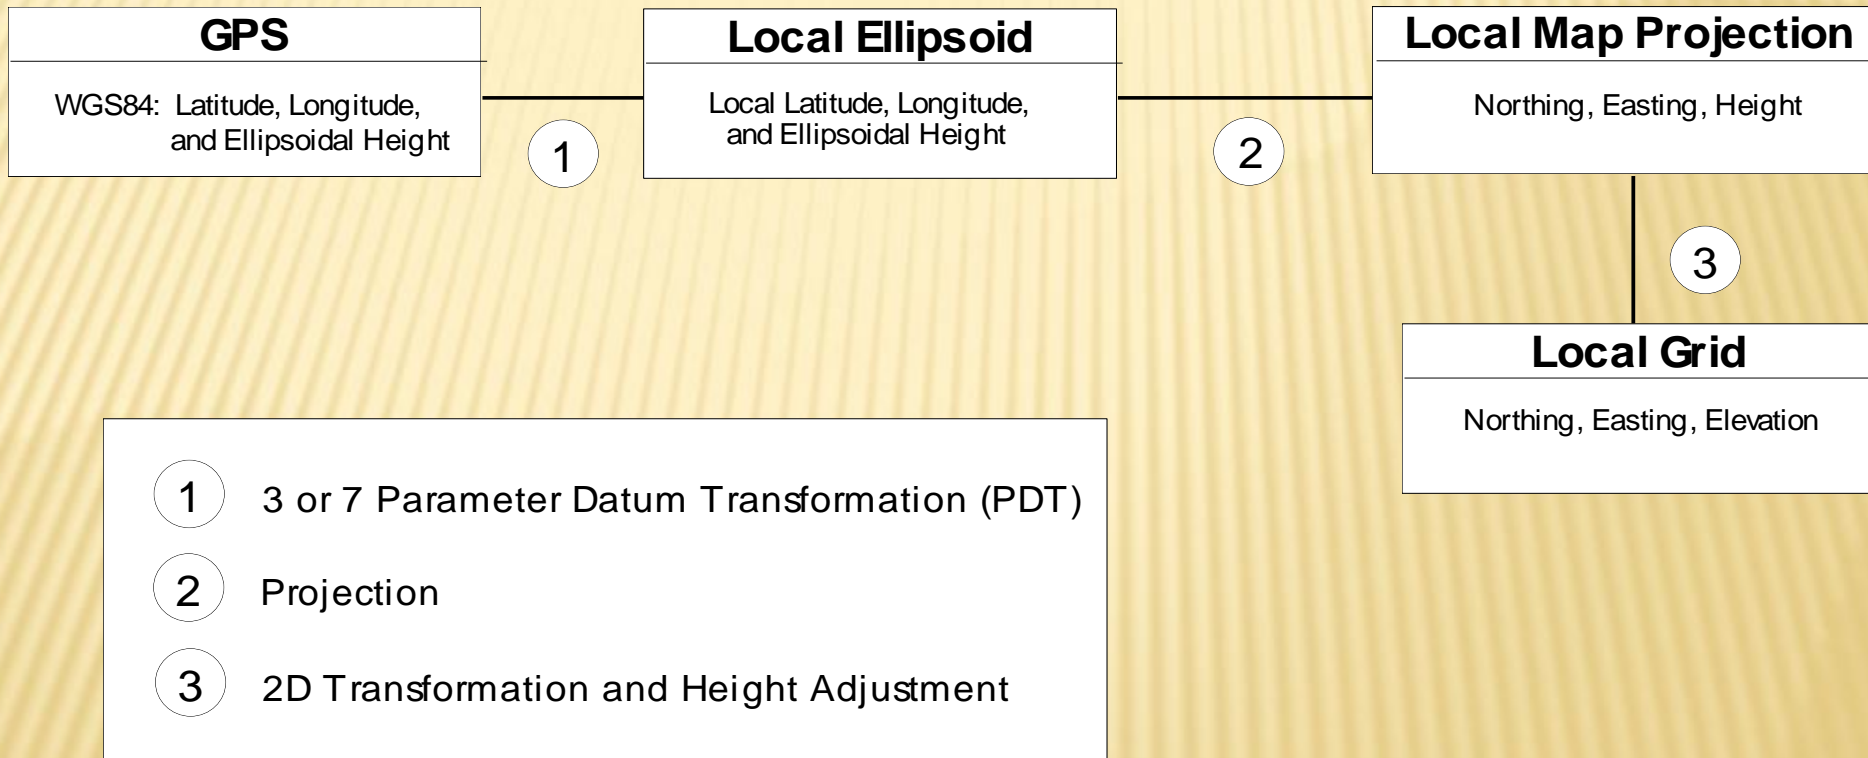 GPS
WGS84: Latitude, Longitude,
and Ellipsoidal Height
1
Local Ellipsoid
Local Latitude, Longitude,
and Ellipsoidal Height
2
Local Map Projection
Northing, Easting, Height
3
Local Grid
Northing, Easting, Elevation
1 3 or 7 Parameter Datum Transformation (PDT)
2 Projection
3 2D Transformation and Height Adjustment